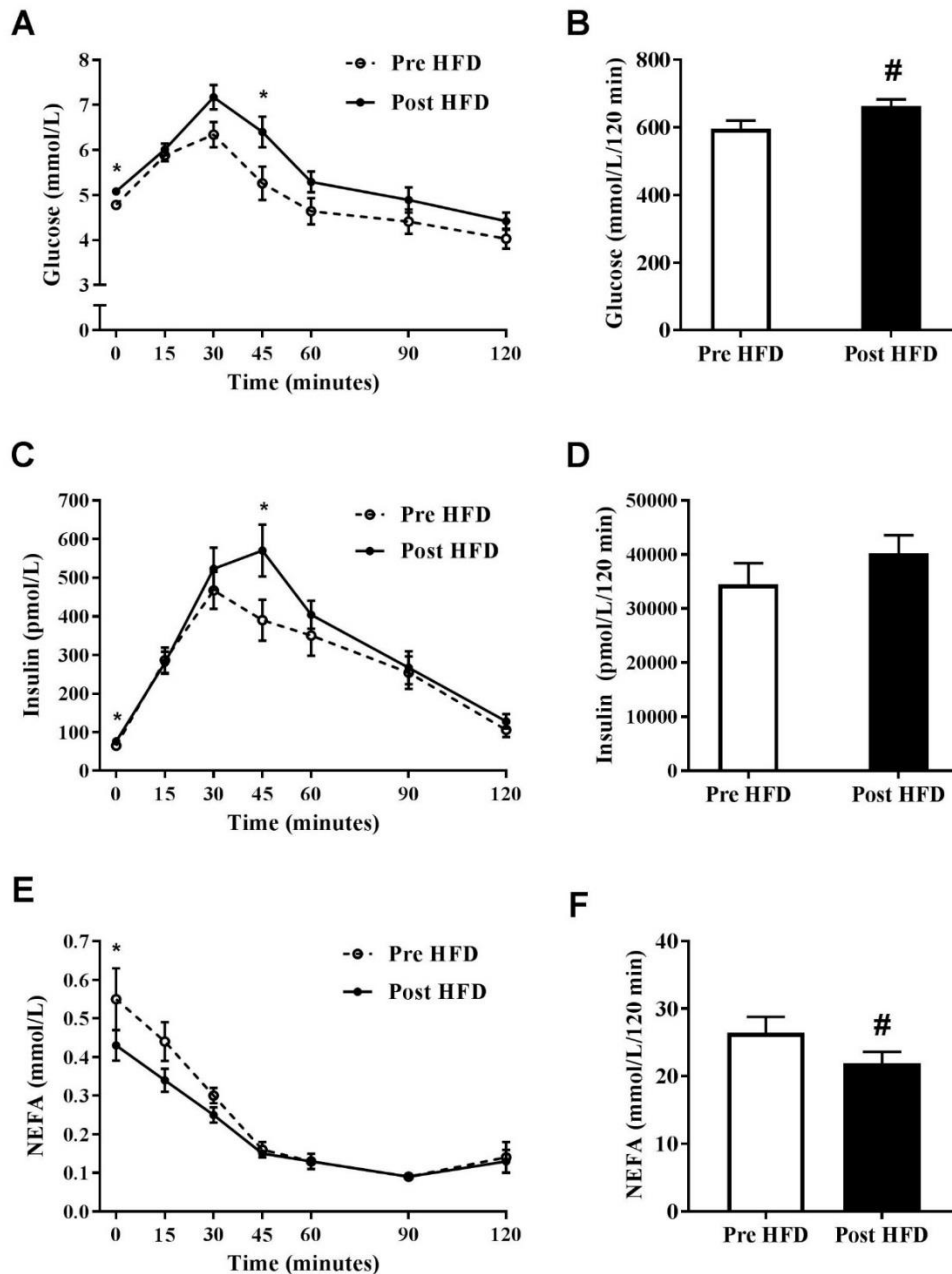 A
Glucose (mmol/L)
8
7
6
5
4
3
0
*
*
Pre HFD
Post HFD
0 15 30 45 60 90 120
Time (minutes)
B
Glucose (mmol/L/120 min)
800
600
400
200
0
#
Pre HFD Post HFD
C
Insulin (pmol/L)
700
600
500
400
300
200
100
0
*
*
Pre HFD
Post HFD
0 15 30 45 60 90 120
Time (minutes)
D
Insulin (pmol/L/120 min)
50000
40000
30000
20000
10000
0
Pre HFD Post HFD
E
NEFA (mmol/L)
0.7
0.6
0.5
0.4
0.3
0.2
0.1
0.0
*
Pre HFD
Post HFD
0 15 30 45 60 90 120
Time (minutes)
F
NEFA (mmol/L/120 min)
40
30
20
10
0
#
Pre HFD Post HFD